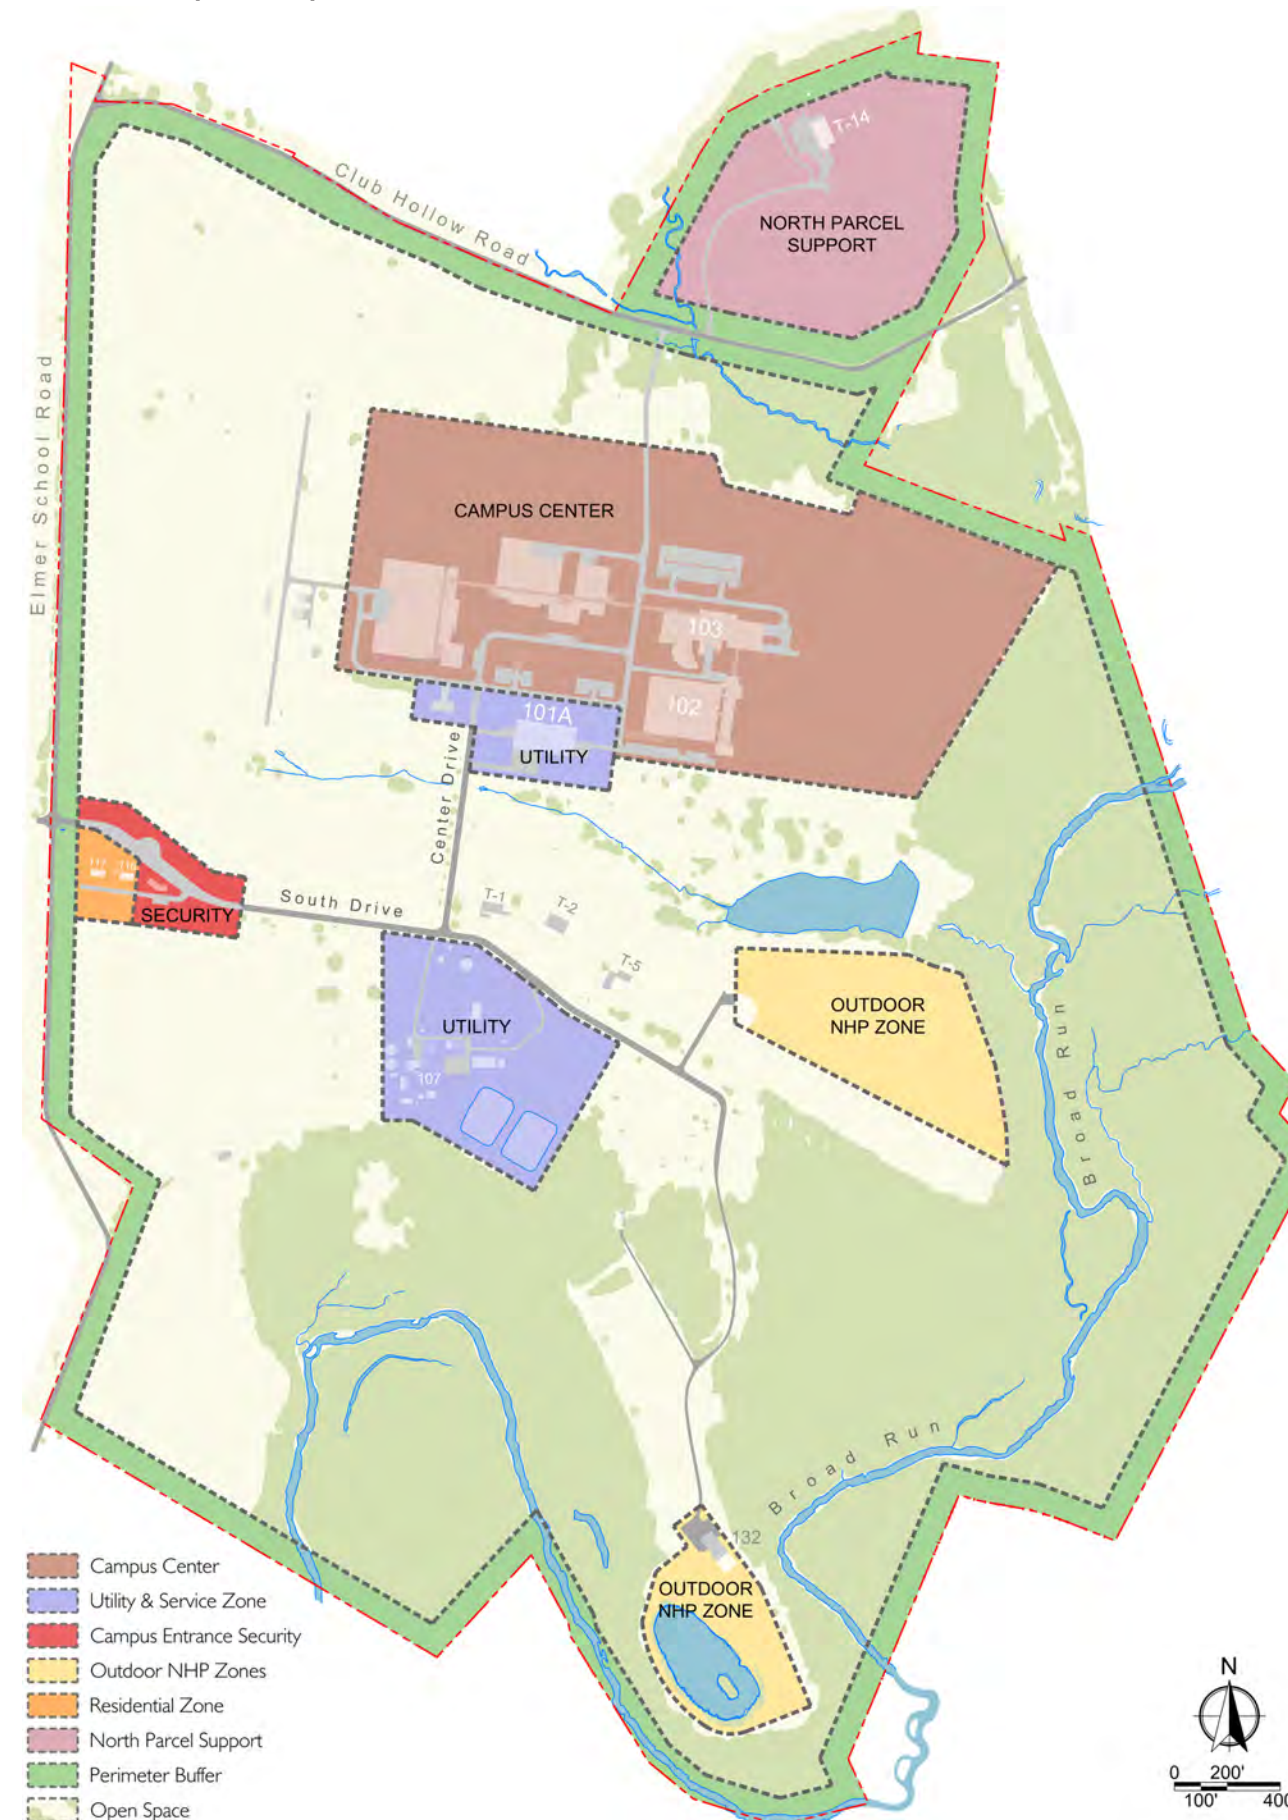 T-14
Club Hollow Road
NORTH PARCEL
SUPPORT
Elmer School Road
CAMPUS CENTER
103
102
101A
UTILITY
Center Drive
SECURITY
South Drive
T-1
T-2
T-5
OUTDOOR
NHP ZONE
UTILITY
107
Broad Run
Broad Run
132
OUTDOOR
NHP ZONE
Campus Center
Utility & Service Zone
Campus Entrance Security
Outdoor NHP Zones
Residential Zone
North Parcel Support
Perimeter Buffer
Open Space
N
0 200'
100' 400